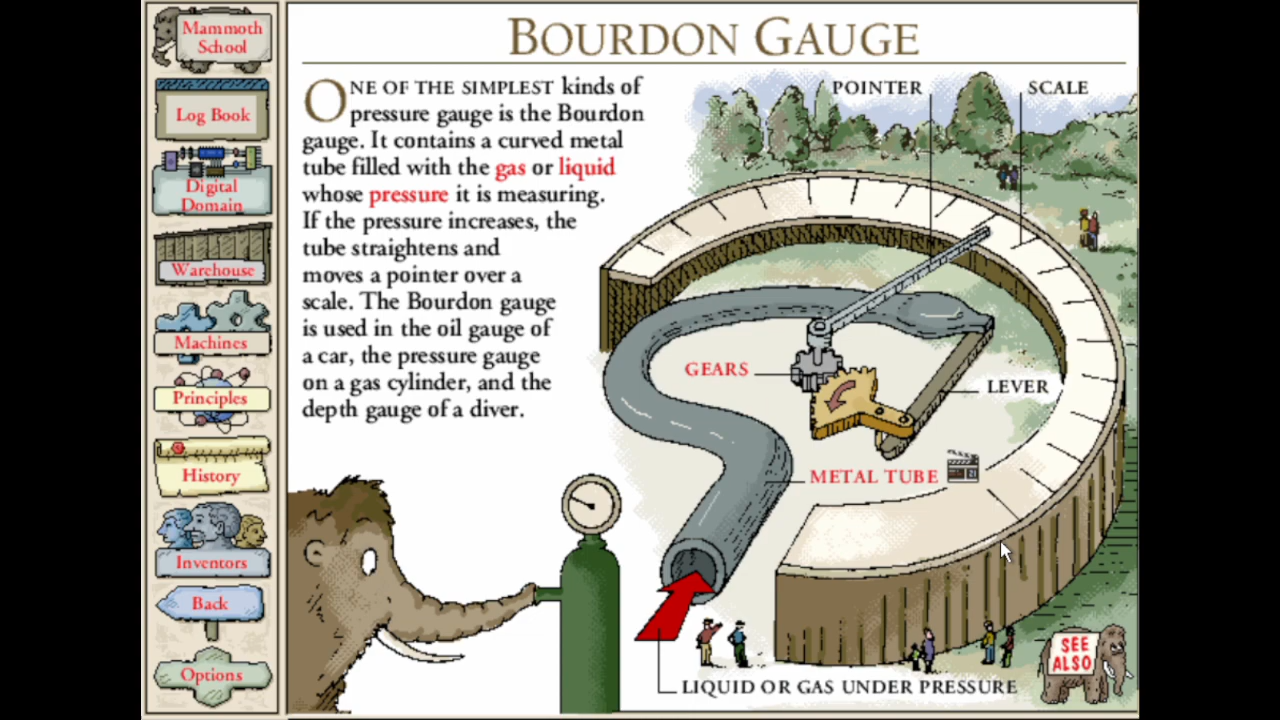 Mammoth
School
Log Book
Digital
Domain
Warehouse
Machines
Principles
History
Inventors
Back
Options
BOURDON GAUGE
ONE OF THE SIMPLEST kinds of
pressure gauge is the Bourdon
gauge. It contains a curved metal
tube filled with the gas or liquid
whose pressure it is measuring.
If the pressure increases, the
tube straightens and
moves a pointer over a
scale. The Bourdon gauge
is used in the oil gauge of
a car, the pressure gauge
on a gas cylinder, and the
depth gauge of a diver.
POINTER
SCALE
GEARS
LEVER
METAL TUBE
LIQUID OR GAS UNDER PRESSURE
SEE
ALSO